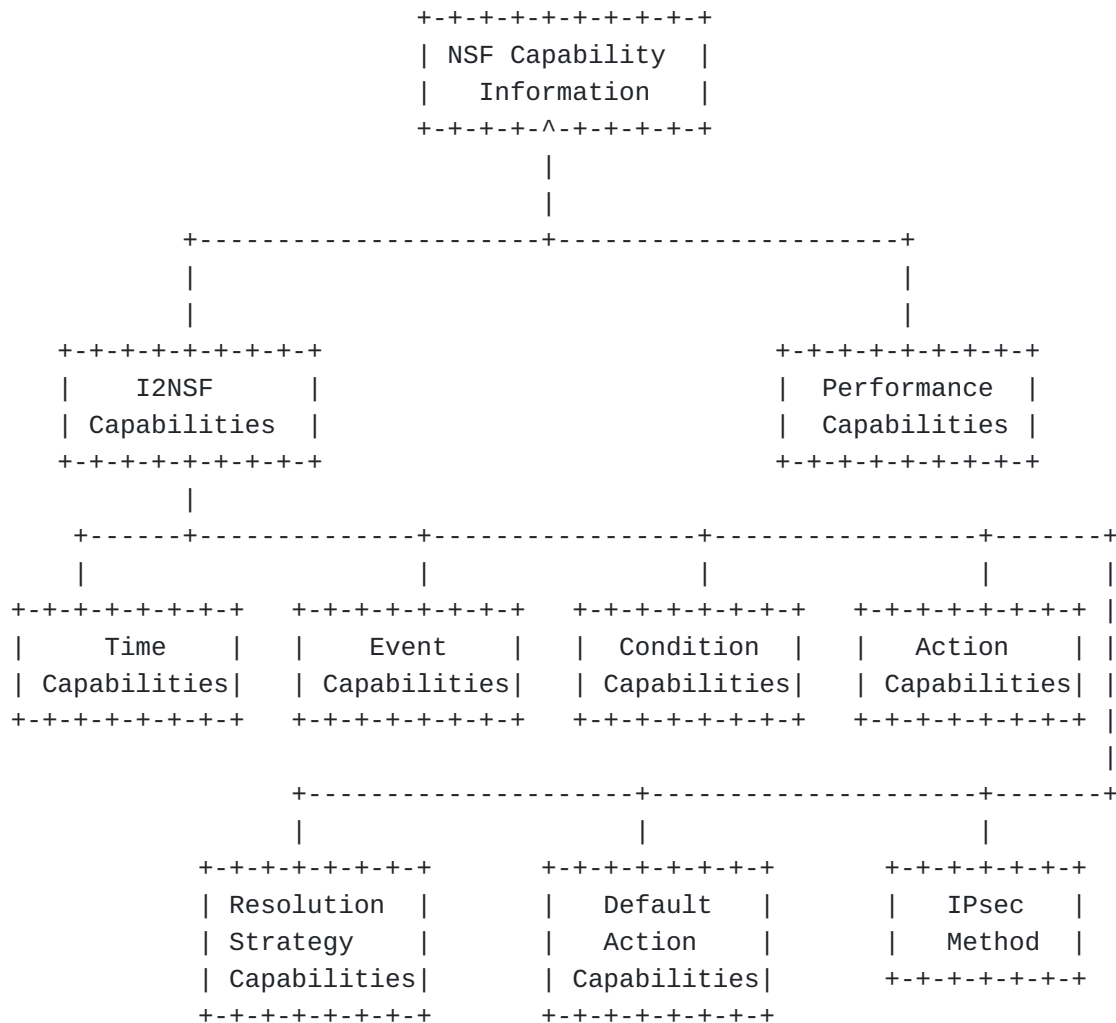 NSF Capability
Information
I2NSF
Capabilities
Performance
Capabilities
Time
Capabilities
Event
Capabilities
Condition
Capabilities
Action
Capabilities
Resolution
Strategy
Capabilities
Default
Action
Capabilities
IPsec
Method